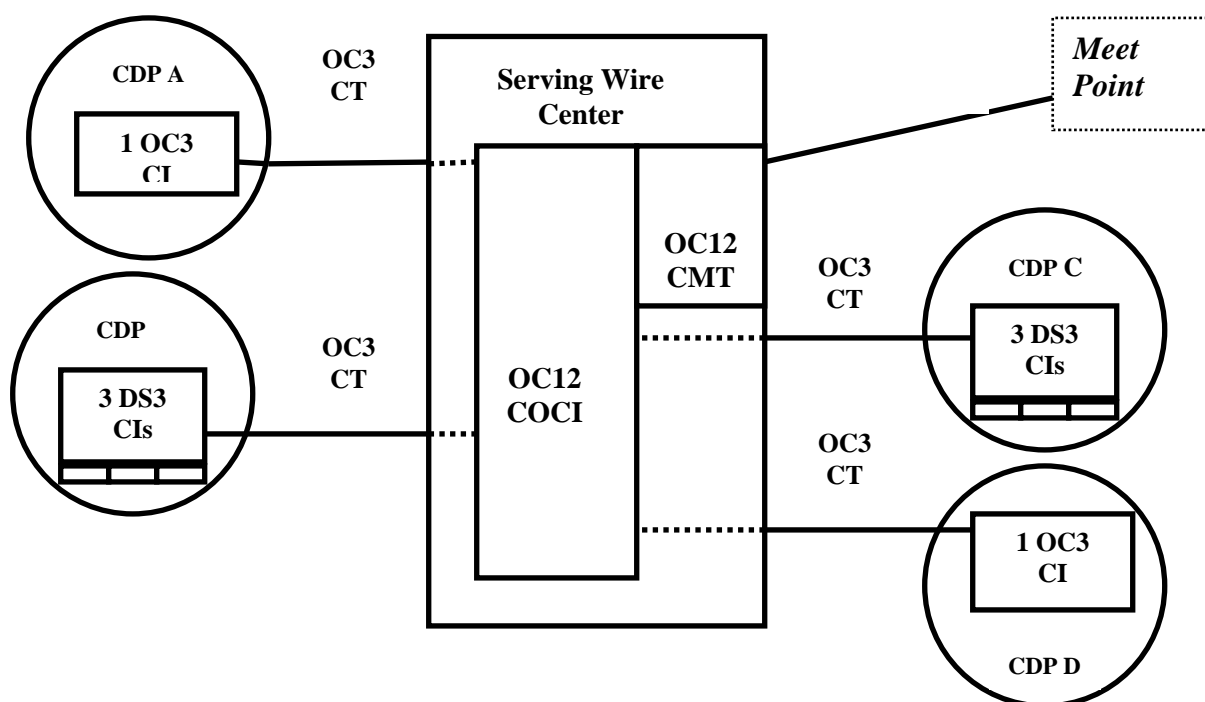 CDP A
1 OC3
CI
OC3
CT
Serving Wire
Center
Meet
Point
OC12
COCI
OC12
CMT
CDP
3 DS3
CIs
OC3
CT
OC3
CT
CDP C
3 DS3
CIs
OC3
CT
1 OC3
CI
CDP D